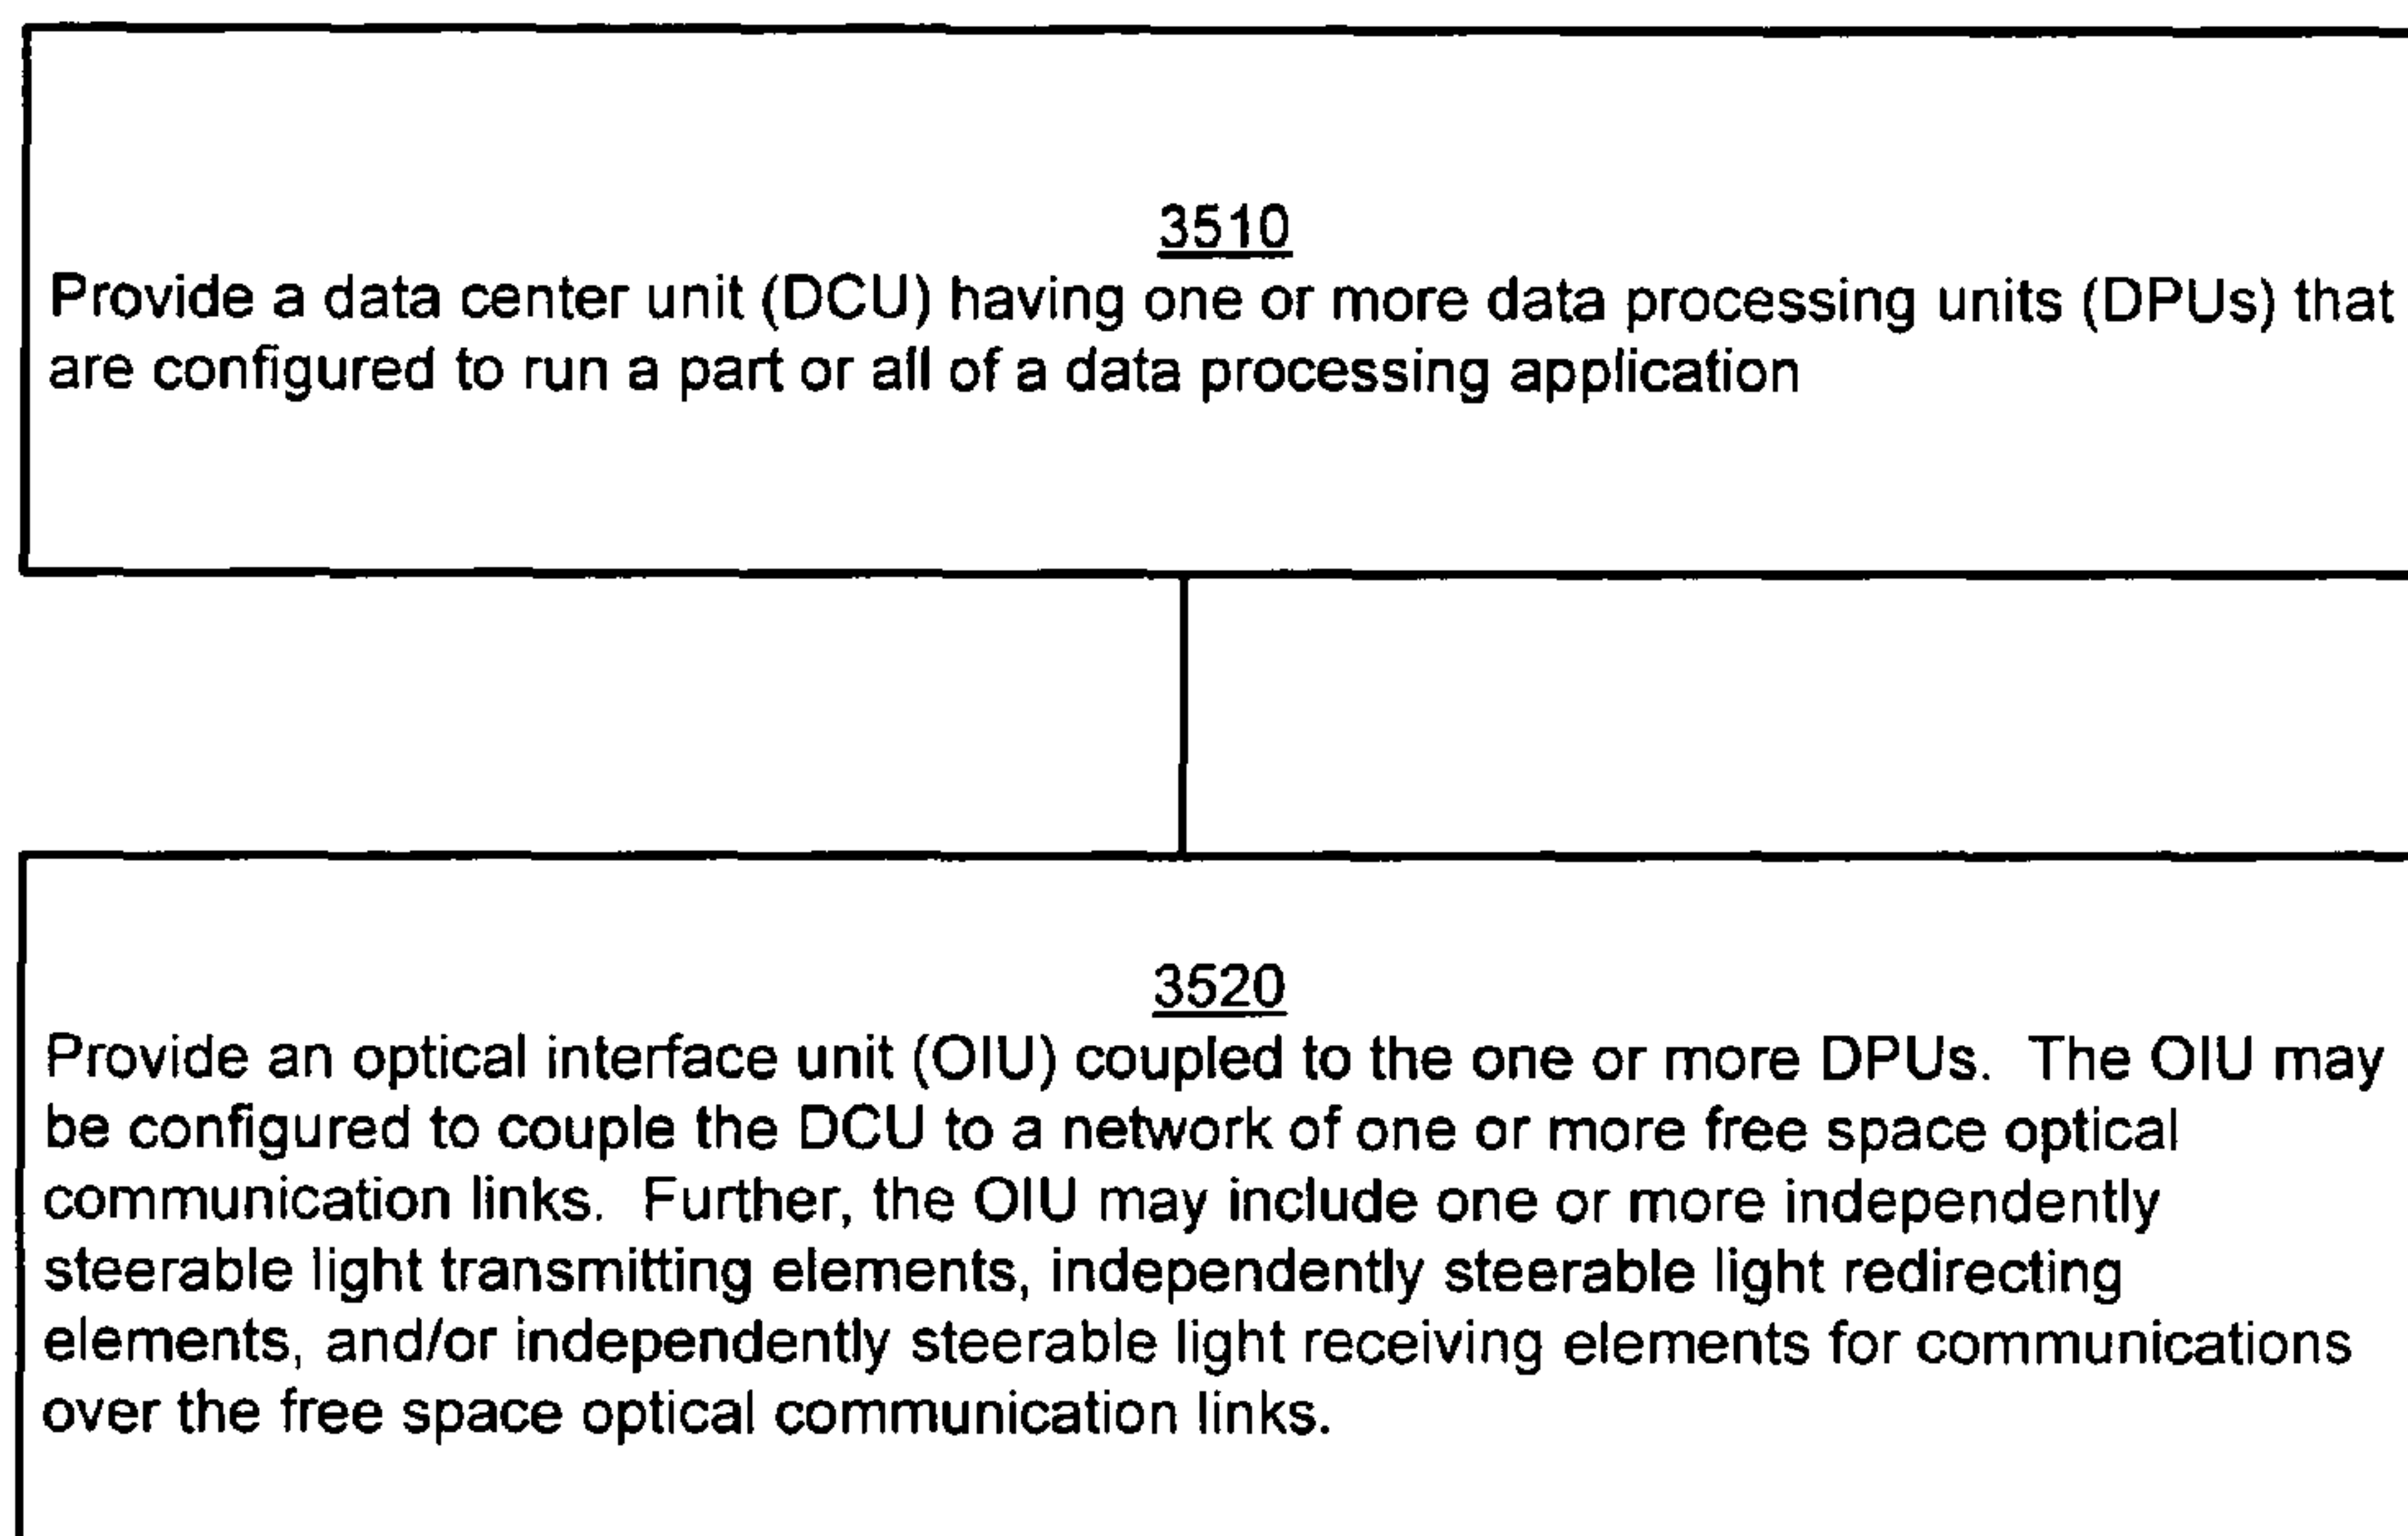 3510
Provide a data center unit (DCU) having one or more data processing units (DPUs) that
are configured to run a part or all of a data processing application
3520
Provide an optical interface unit (OIU) coupled to the one or more DPUs.  The OIU may
be configured to couple the DCU to a network of one or more free space optical
communication links.  Further, the OIU may include one or more independently
steerable light transmitting elements, independently steerable light redirecting
elements, and/or independently steerable light receiving elements for communications
over the free space optical communication links.